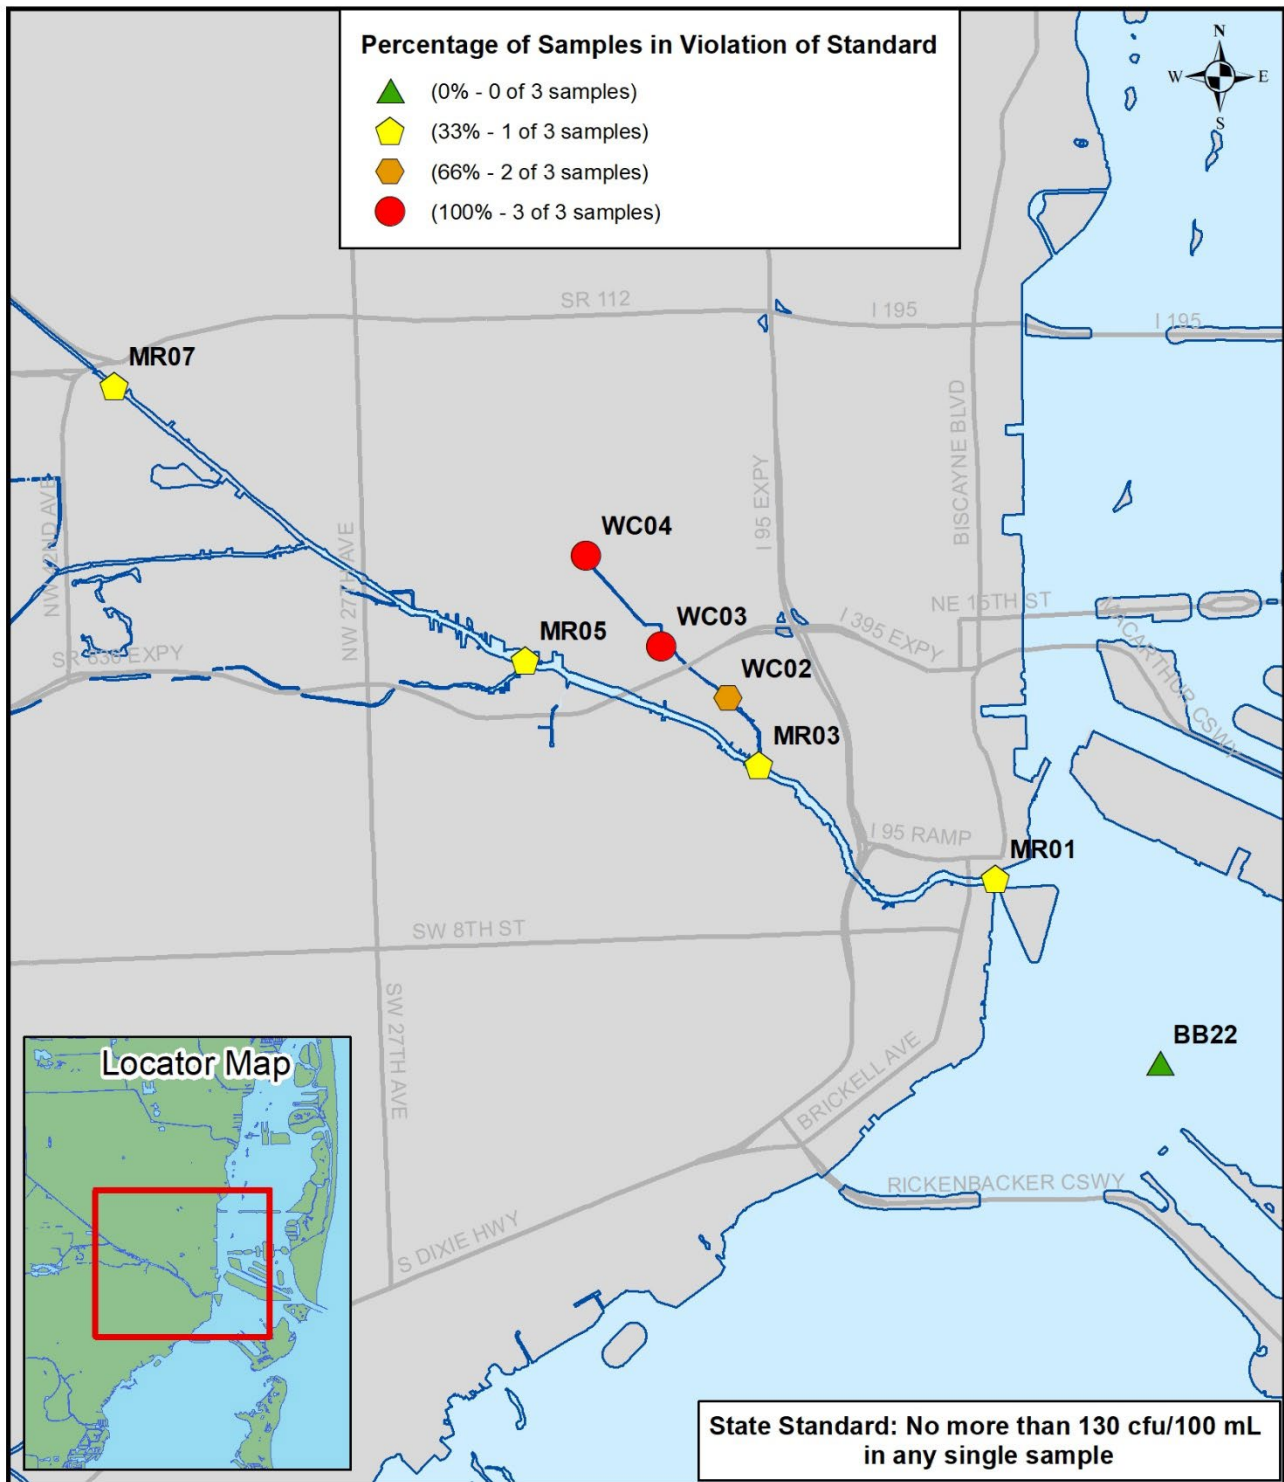 Percentage of Samples in Violation of Standard
(0% - 0 of 3 samples)
(33% - 1 of 3 samples)
(66% - 2 of 3 samples)
(100% - 3 of 3 samples)
N
W
E
S
SR 112
I 195
I 195
MR07
BISCAYNE BLVD
I 95 EXPY
NW 42ND AVE
NW 27TH AVE
WC04
WC03
NE 15TH ST
I 395 EXPY
MACARTHUR CSWY
MR05
SR 836 EXPY
WC02
MR03
I 95 RAMP
MR01
SW 8TH ST
SW 27TH AVE
BB22
BRICKELL AVE
RICKENBACKER CSWY
S DIXIE HWY
Locator Map
State Standard: No more than 130 cfu/100 mL
in any single sample